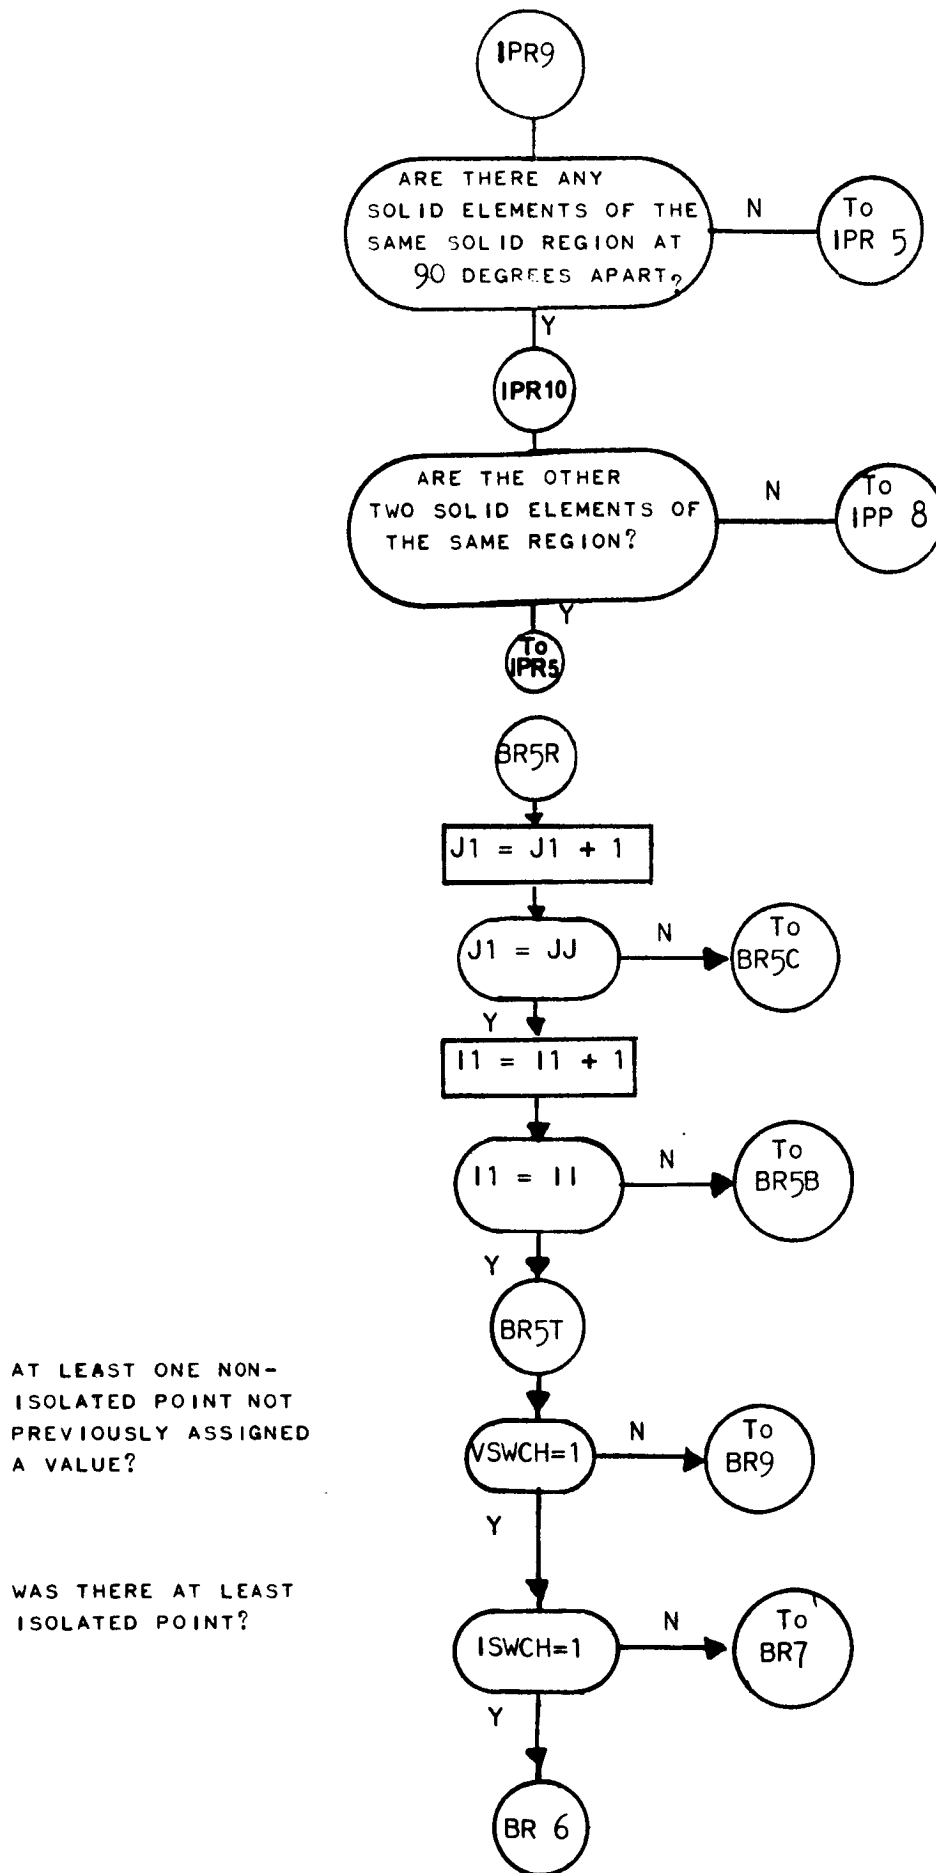 IPR9
ARE THERE ANY
SOLID ELEMENTS OF THE
SAME SOLID REGION AT
90 DEGREES APART?
N
To
IPR 5
Y
IPR10
ARE THE OTHER
TWO SOLID ELEMENTS OF
THE SAME REGION?
N
To
IPP 8
Y
To
IPR5
BR5R
J1 = J1 + 1
J1 = JJ
N
To
BR5C
Y
I1 = I1 + 1
I1 = II
N
To
BR5B
Y
BR5T
AT LEAST ONE NON-
ISOLATED POINT NOT
PREVIOUSLY ASSIGNED
A VALUE?
VSWCH=1
N
To
BR9
Y
WAS THERE AT LEAST
ISOLATED POINT?
ISWCH=1
N
To
BR7
Y
BR 6